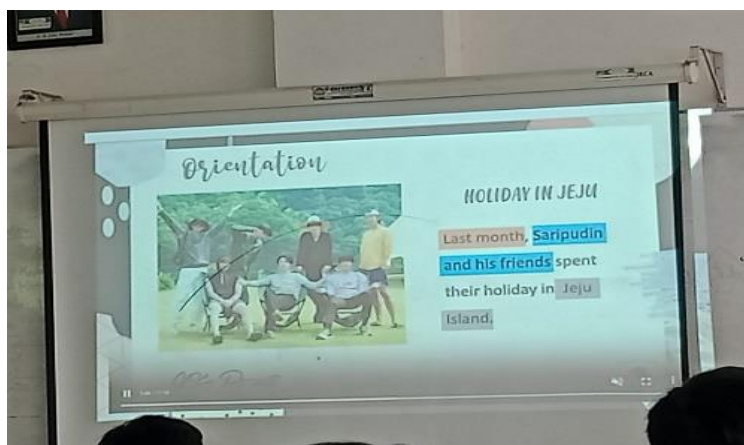 Orientation
HOLIDAY IN JEJU
Last month, Saripudin
and his friends spent
their holiday in Jeju
Island.